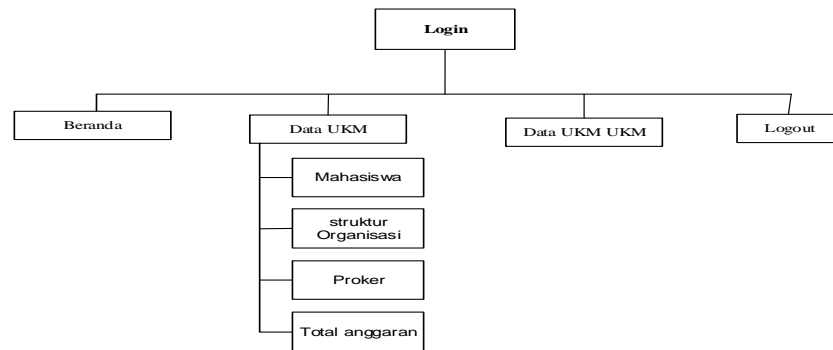 Login
Beranda
Data UKM
Data UKM UKM
Logout
Mahasiswa
struktur
Organisasi
Proker
Total anggaran